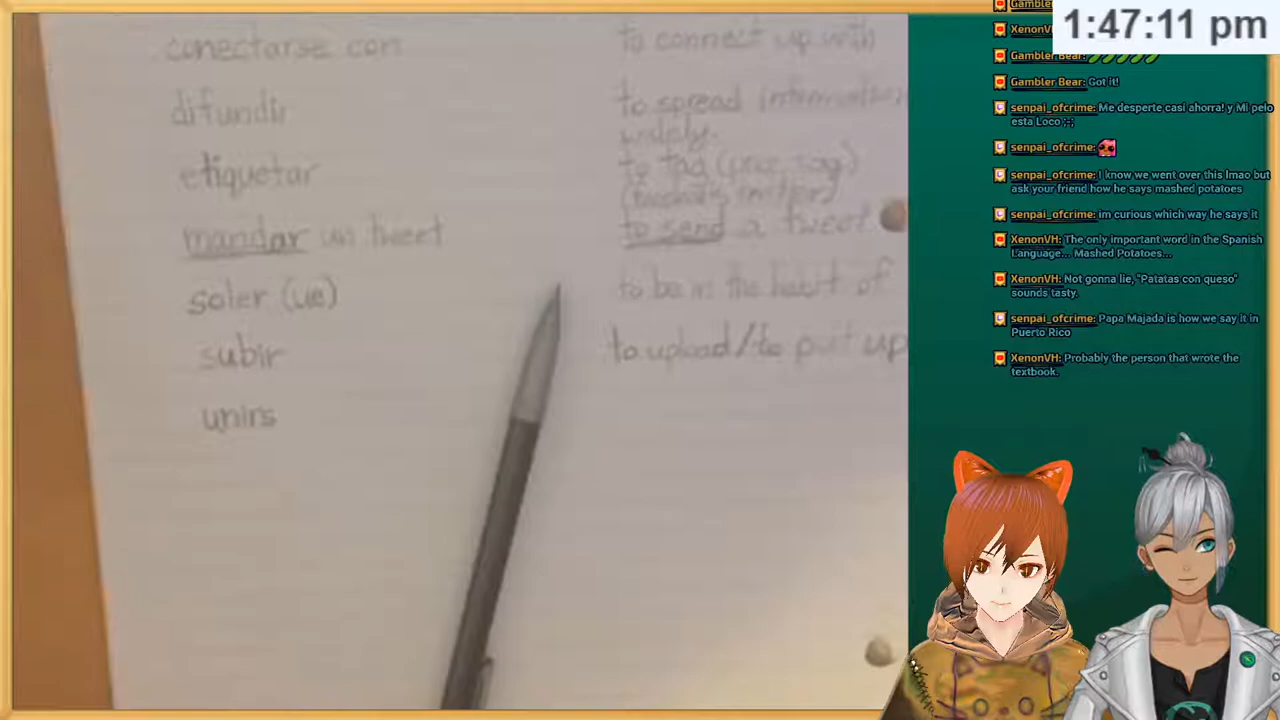 1:47:11 pm
conectarse con
difundir
etiquetar
mandar un tweet
soler (ue)
subir
unirs
to connect up with
to spread (information)
widely.
to tag
to send a tweet
to be in the habit of
to upload/to put up
Gambler
XenonVH
Gambler Bear:
Gambler Bear: Got it!
senpai_ofcrime: Me desperte casi ahorra! y Mi pelo
esta Loco ;-;
senpai_ofcrime:
senpai_ofcrime: I know we went over this lmao but
ask your friend how he says mashed potatoes
senpai_ofcrime: im curious which way he says it
XenonVH: The only important word in the Spanish
Language... Mashed Potatoes...
XenonVH: Not gonna lie, "Patatas con queso"
sounds tasty.
senpai_ofcrime: Papa Majada is how we say it in
Puerto Rico
XenonVH: Probably the person that wrote the
textbook.